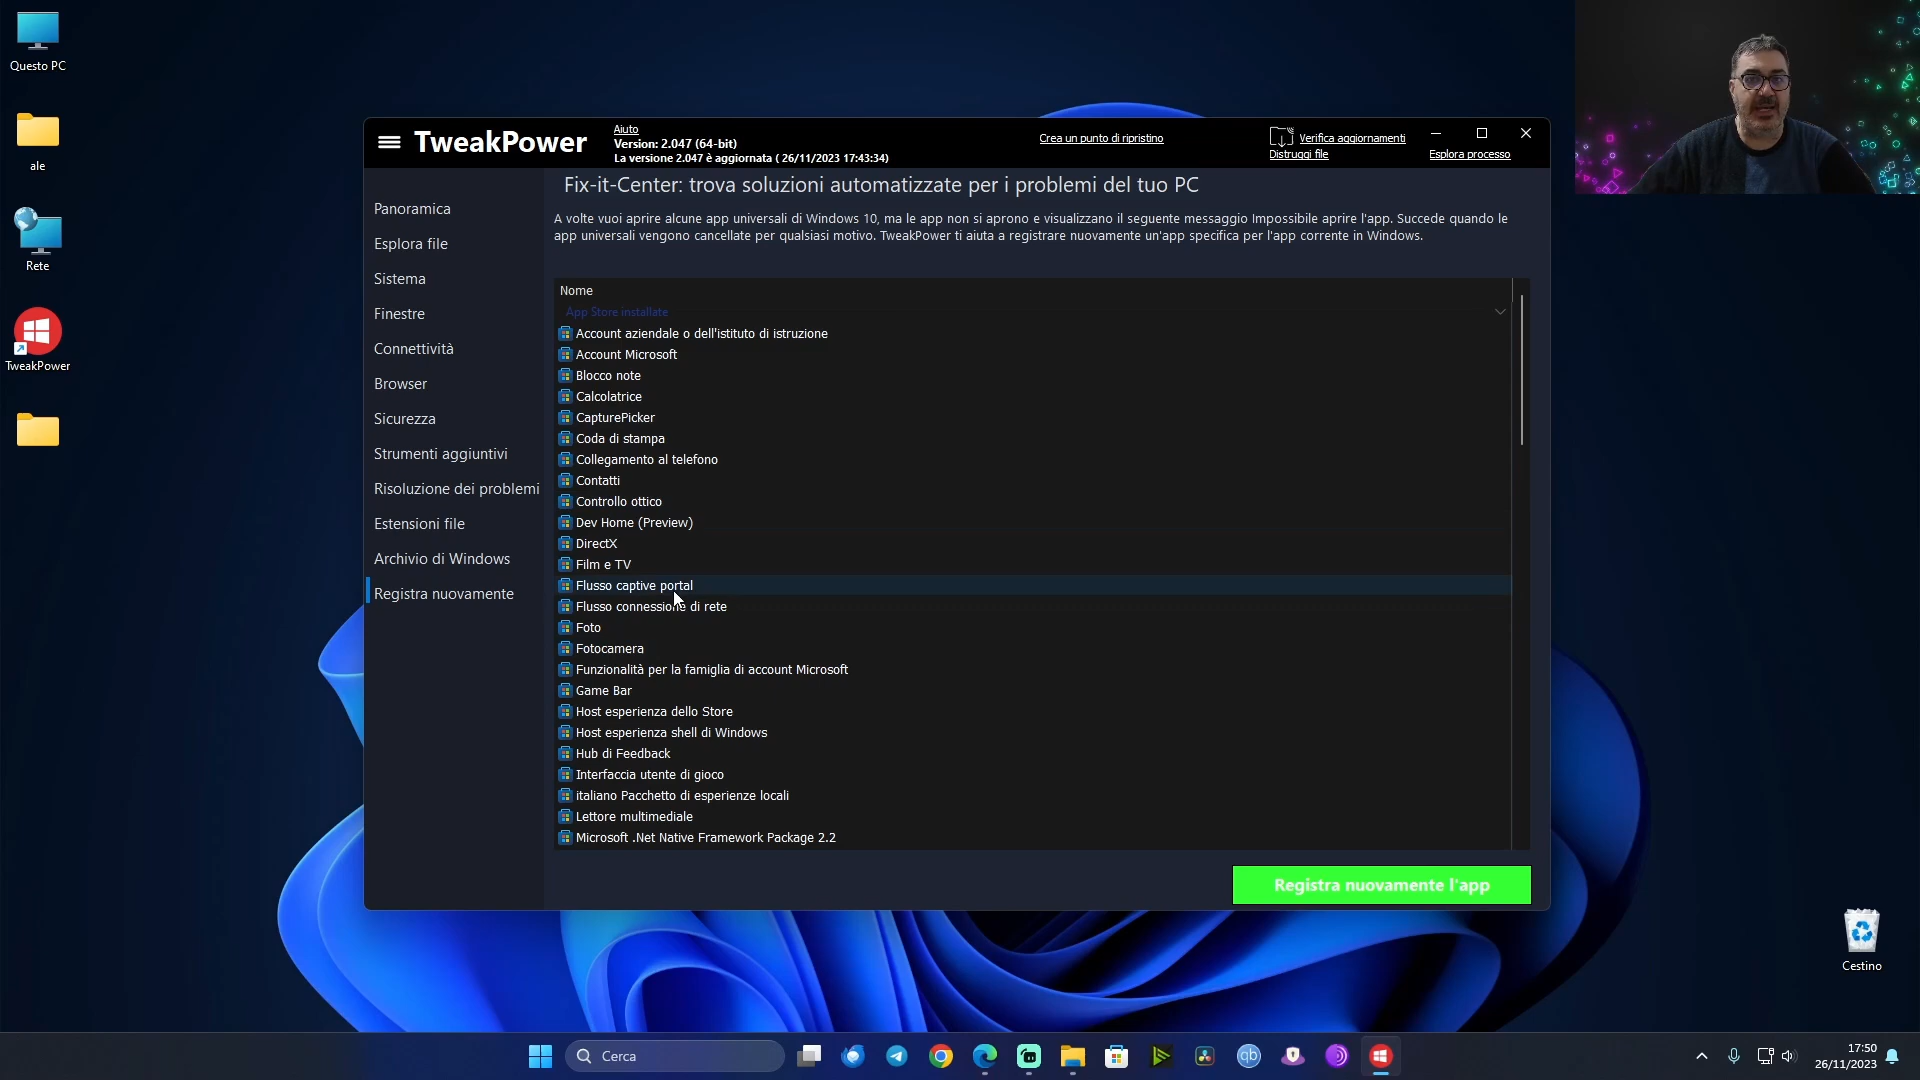 Questo PC
ale
Rete
TweakPower
TweakPower
Aiuto
Version: 2.047 (64-bit)
La versione 2.047 è aggiornata ( 26/11/2023 17:43:34)
Crea un punto di ripristino
Verifica aggiornamenti
Distruggi file
Esplora processo
Panoramica
Esplora file
Sistema
Finestre
Connettività
Browser
Sicurezza
Strumenti aggiuntivi
Risoluzione dei problemi
Estensioni file
Archivio di Windows
Registra nuovamente
Fix-it-Center: trova soluzioni automatizzate per i problemi del tuo PC
A volte vuoi aprire alcune app universali di Windows 10, ma le app non si aprono e visualizzano il seguente messaggio Impossibile aprire l'app. Succede quando le
app universali vengono cancellate per qualsiasi motivo. TweakPower ti aiuta a registrare nuovamente un'app specifica per l'app corrente in Windows.
Nome
App Store installate
Account aziendale o dell'istituto di istruzione
Account Microsoft
Blocco note
Calcolatrice
CapturePicker
Coda di stampa
Collegamento al telefono
Contatti
Controllo ottico
Dev Home (Preview)
DirectX
Film e TV
Flusso captive portal
Flusso connessione di rete
Foto
Fotocamera
Funzionalità per la famiglia di account Microsoft
Game Bar
Host esperienza dello Store
Host esperienza shell di Windows
Hub di Feedback
Interfaccia utente di gioco
italiano Pacchetto di esperienze locali
Lettore multimediale
Microsoft .Net Native Framework Package 2.2
Registra nuovamente l'app
Cestino
Cerca
qb
17:50
26/11/2023